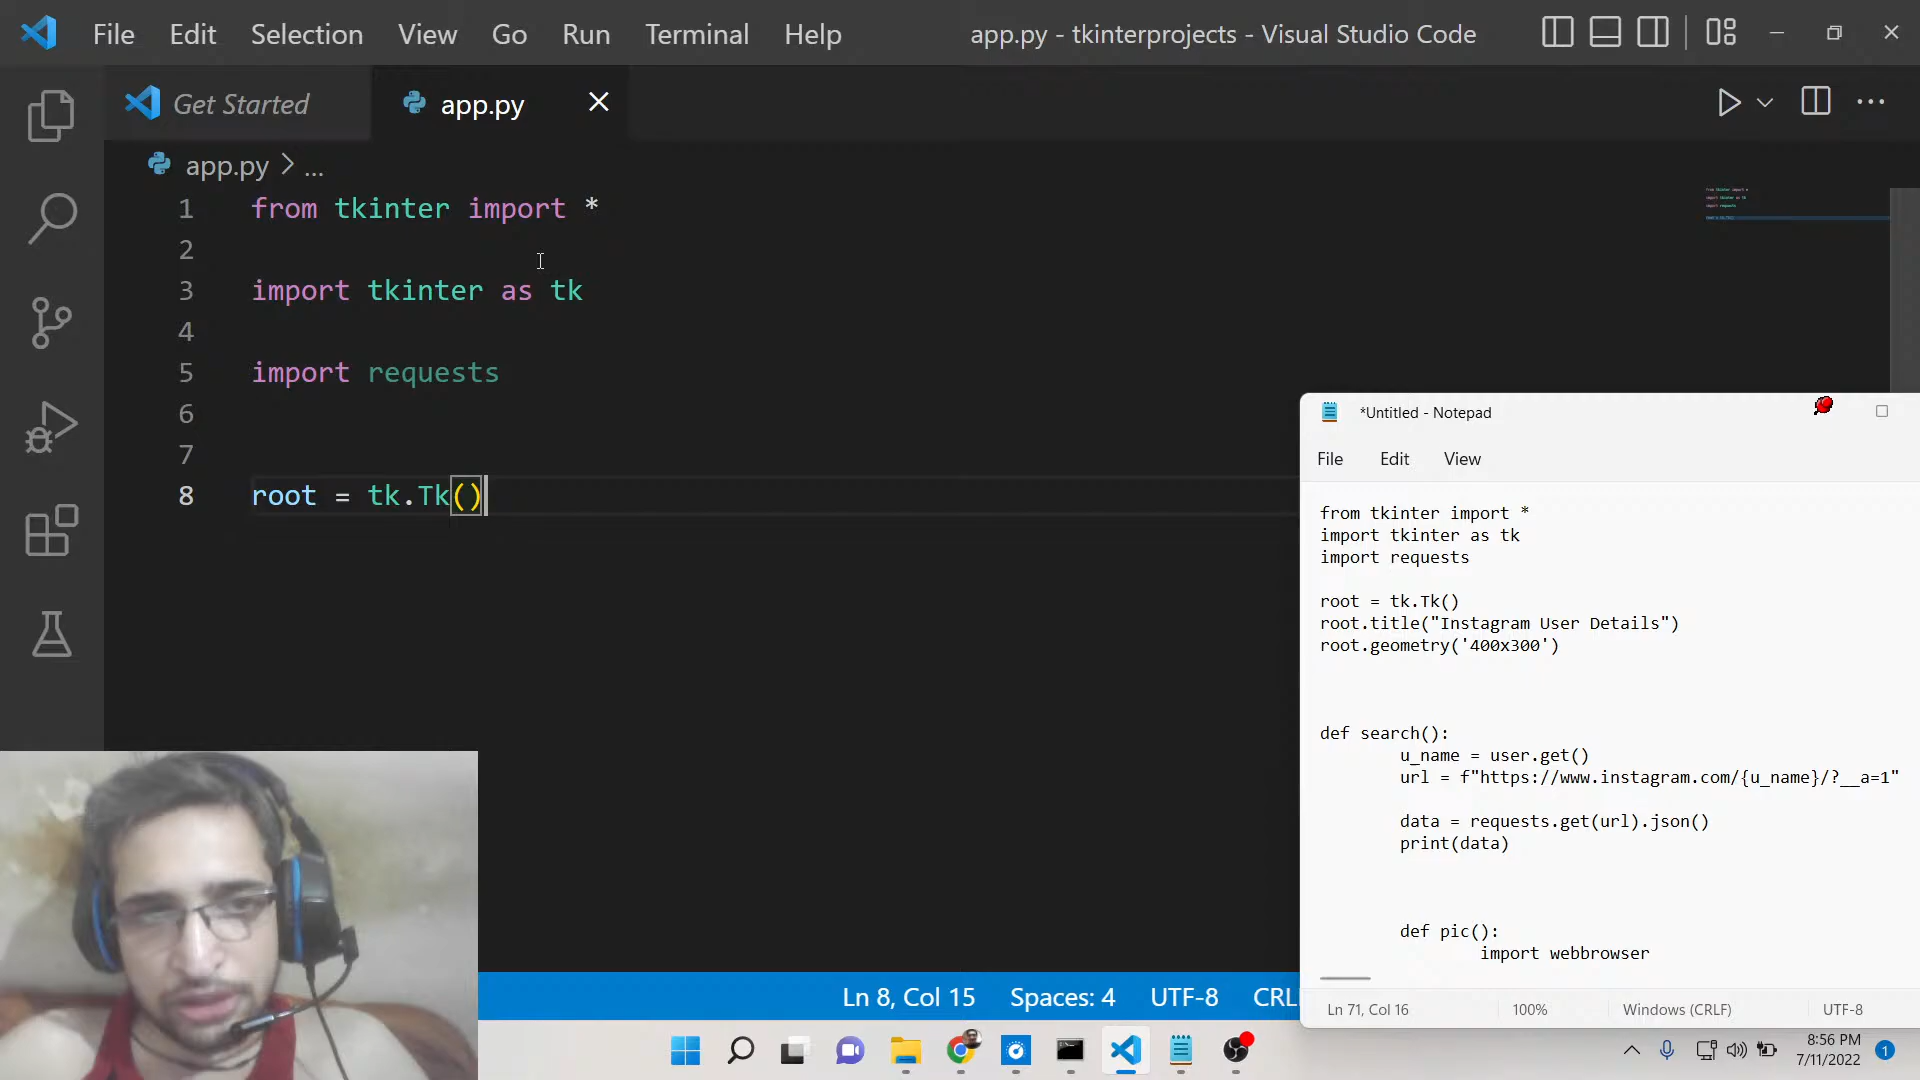 File Edit Selection View Go Run Terminal Help app.py - tkinterprojects - Visual Studio Code
Get Started app.py
app.py > ...
1 from tkinter import *
2
3 import tkinter as tk
4
5 import requests
6
7
8 root = tk.Tk()
*Untitled - Notepad
File Edit View
from tkinter import *
import tkinter as tk
import requests
root = tk.Tk()
root.title("Instagram User Details")
root.geometry('400x300')
def search():
u_name = user.get()
url = f"https://www.instagram.com/{u_name}/?__a=1"
data = requests.get(url).json()
print(data)
def pic():
import webbrowser
Ln 71, Col 16 100% Windows (CRLF) UTF-8
Ln 8, Col 15 Spaces: 4 UTF-8 CRL
8:56 PM
7/11/2022 1